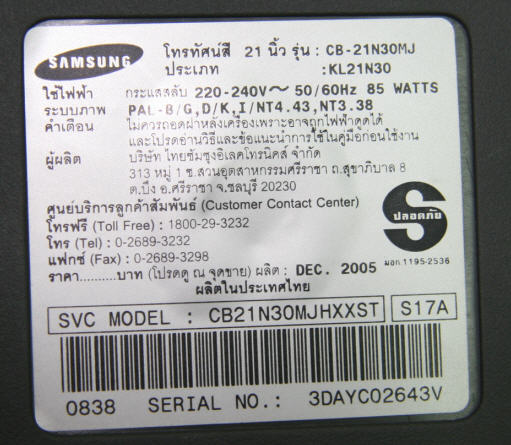 SAMSUNG
โทรทัศน์สี 21 นิ้ว รุ่น : CB-21N30MJ
ประเภท :KL21N30
ใช้ไฟฟ้า กระแสสลับ 220-240V～ 50/60Hz 85 WATTS
ระบบภาพ PAL-B/G,D/K,I/NT4.43,NT3.38
คำเตือน ไม่ควรถอดฝาหลังเครื่องเพราะอาจถูกไฟฟ้าดูดได้
และโปรดอ่านวิธีและข้อแนะนำการใช้ในคู่มือก่อนใช้งาน
ผู้ผลิต บริษัท ไทยซัมซุงอิเลคโทรนิคส์ จำกัด
313 หมู่ 1 ซ.สวนอุตสาหกรรมศรีราชา ถ.สุขาภิบาล 8
ต.บึง อ.ศรีราชา จ.ชลบุรี 20230
ศูนย์บริการลูกค้าสัมพันธ์ (Customer Contact Center)
โทรฟรี (Toll Free) : 1800-29-3232
โทร (Tel) : 0-2689-3232
แฟกซ์ (Fax) : 0-2689-3298
ปลอดภัย
มอก.1195-2536
ราคา..........บาท (โปรดดู ณ จุดขาย) ผลิต : DEC. 2005
ผลิตในประเทศไทย
SVC MODEL : CB21N30MJHXXST S17A
0838 SERIAL NO.: 3DAYC02643V